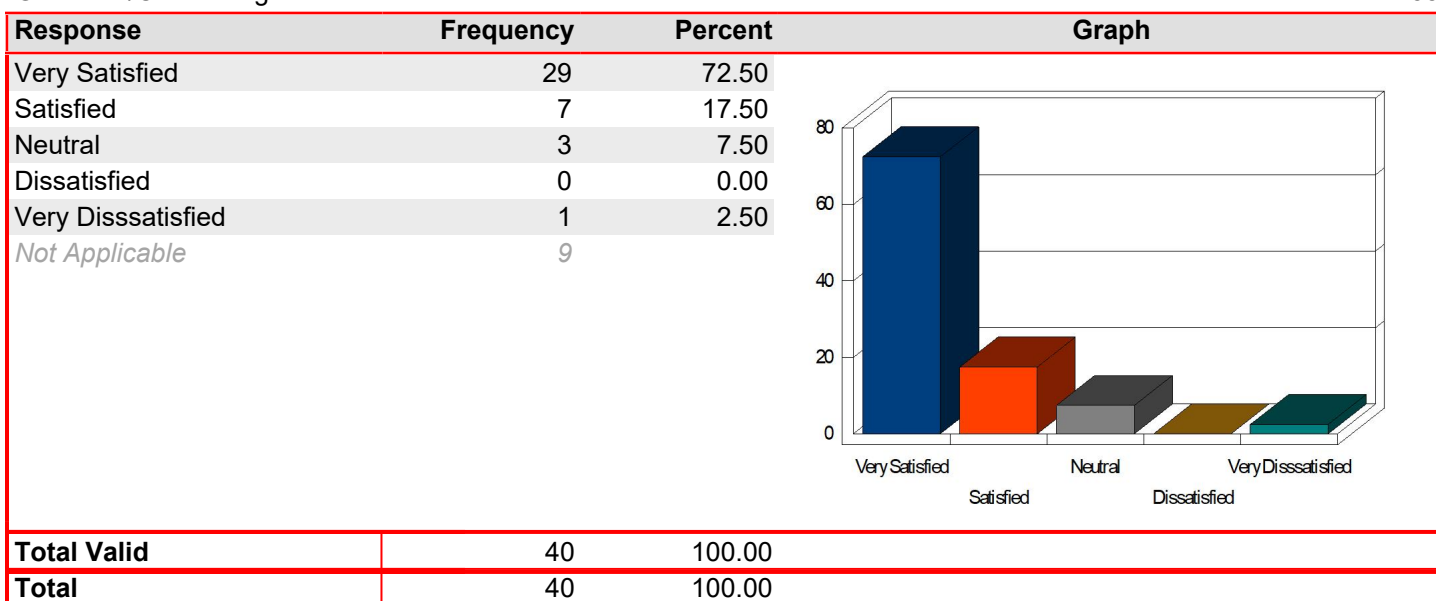 Response Frequency Percent Graph
Very Satisfied 29 72.50
Satisfied 7 17.50
Neutral 3 7.50
Dissatisfied 0 0.00
Very Disssatisfied 1 2.50
Not Applicable 9
80
60
40
20
0
Very Satisfied Neutral Very Disssatisfied
Satisfied Dissatisfied
Total Valid 40 100.00
Total 40 100.00